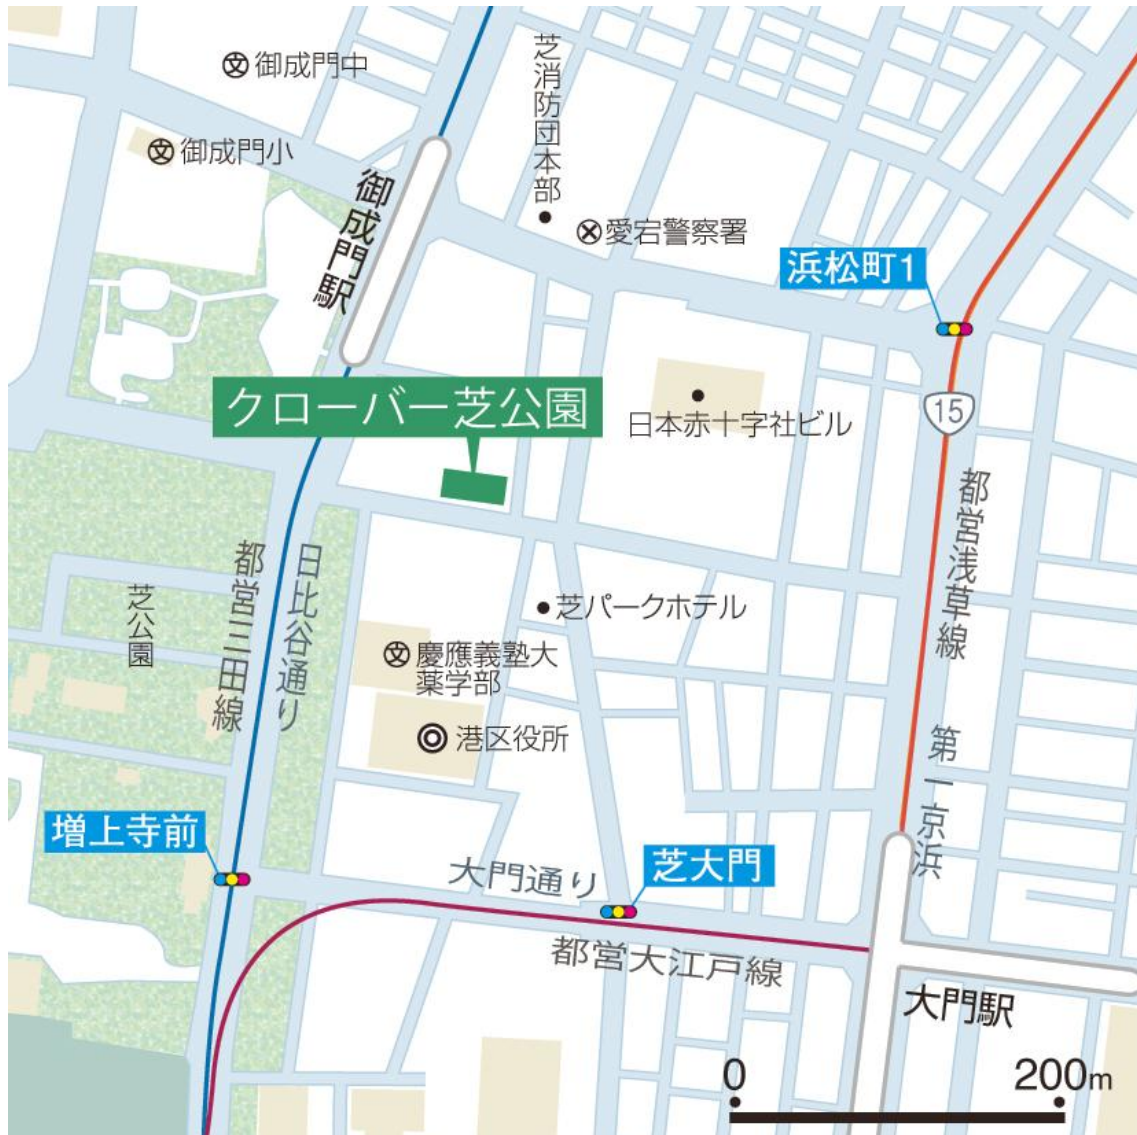 御成門中
芝消防団本部
御成門小
御成門駅
愛宕警察署
浜松町1
クローバー芝公園
日本赤十字社ビル
15
都営浅草線
都営三田線
日比谷通り
芝公園
芝パークホテル
慶應義塾大
薬学部
港区役所
第一京浜
増上寺前
大門通り
芝大門
都営大江戸線
大門駅
0
200m